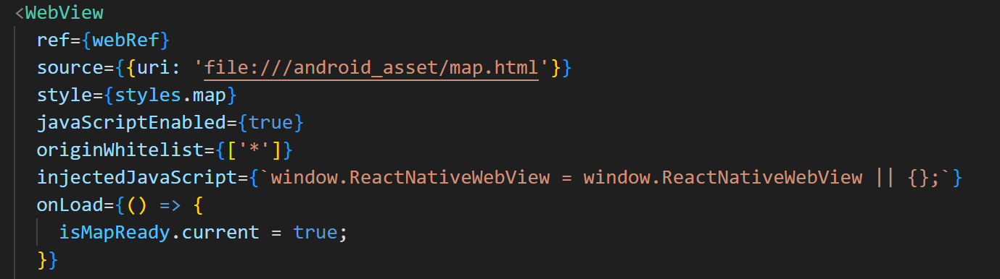 <WebView
ref={webRef}
source={{uri: 'file:///android_asset/map.html'}}
style={styles.map}
javaScriptEnabled={true}
originWhitelist={['*']}
injectedJavaScript={`window.ReactNativeWebView = window.ReactNativeWebView || {};`}
onLoad={() => {
isMapReady.current = true;
}}